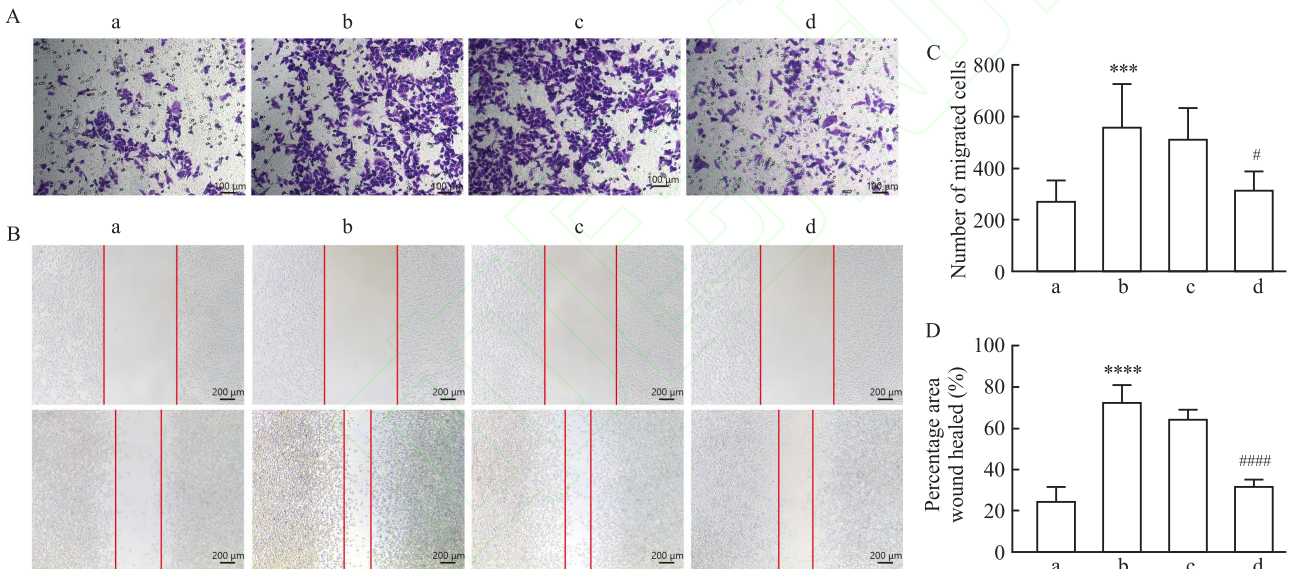 A
a b c d
100 μm 100 μm 100 μm 100 μm
B
a b c d
200 μm 200 μm 200 μm 200 μm
200 μm 200 μm 200 μm 200 μm
C
Number of migrated cells
800
600
400
200
0
***
#
a b c d
D
Percentage area
wound healed (%)
100
80
60
40
20
0
****
####
a b c d